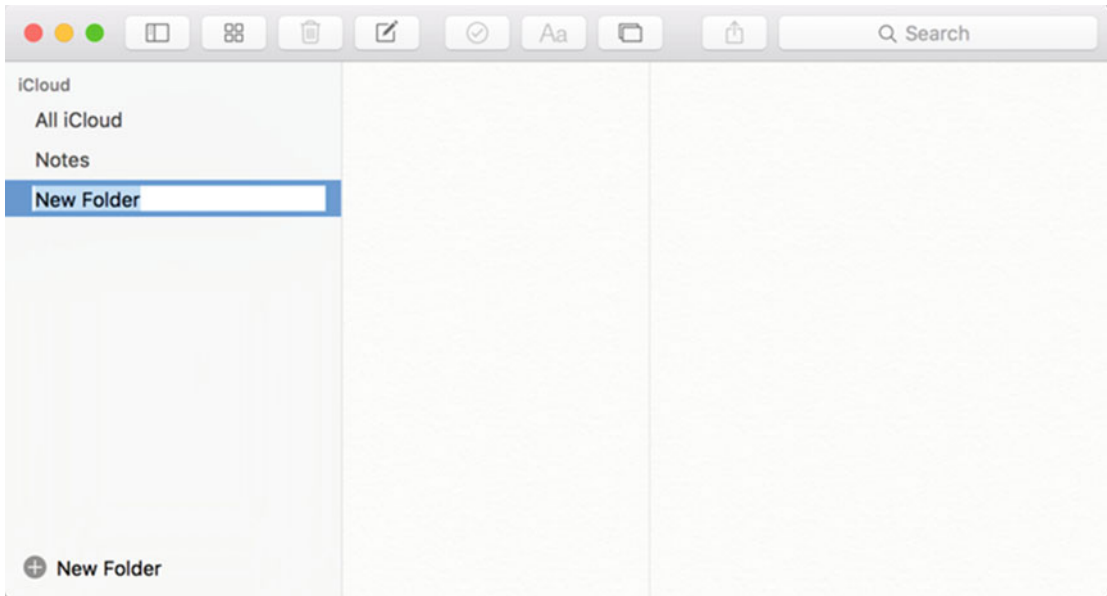 Aa
Search
iCloud
All iCloud
Notes
New Folder
New Folder